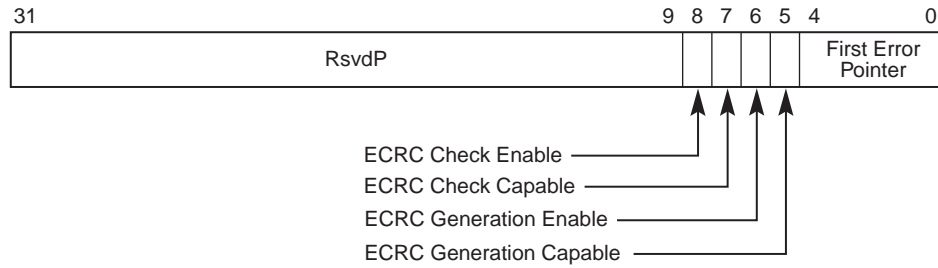 31 9 8 7 6 5 4 0
RsvdP
First Error
Pointer
ECRC Check Enable
ECRC Check Capable
ECRC Generation Enable
ECRC Generation Capable